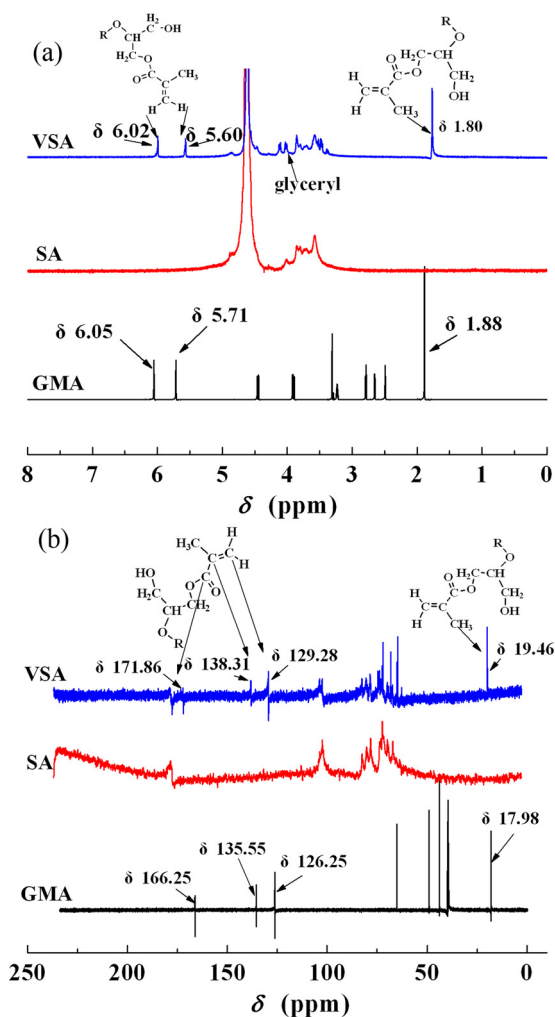 (a)
R
O
CH
H₂C-OH
CH₂O
O
C
C
CH₃
C
H
H
δ 6.02
δ 5.60
VSA
glyceryl
R
O
H₂C
CH
O
O
C
H₂C
OH
H
C
C
H
CH₃
δ 1.80
SA
δ 6.05
δ 5.71
δ 1.88
GMA
8 7 6 5 4 3 2 1 0
δ (ppm)
(b)
H
H₃C
C
C
H
O
C
O
HO
CH₂
CH
CH₂
O
R
R
O
H₂C
CH
O
O
C
H₂C
OH
H
C
C
H
CH₃
δ 171.86
δ 138.31
δ 129.28
δ 19.46
VSA
SA
δ 166.25
δ 135.55
δ 126.25
δ 17.98
GMA
250 200 150 100 50 0
δ (ppm)